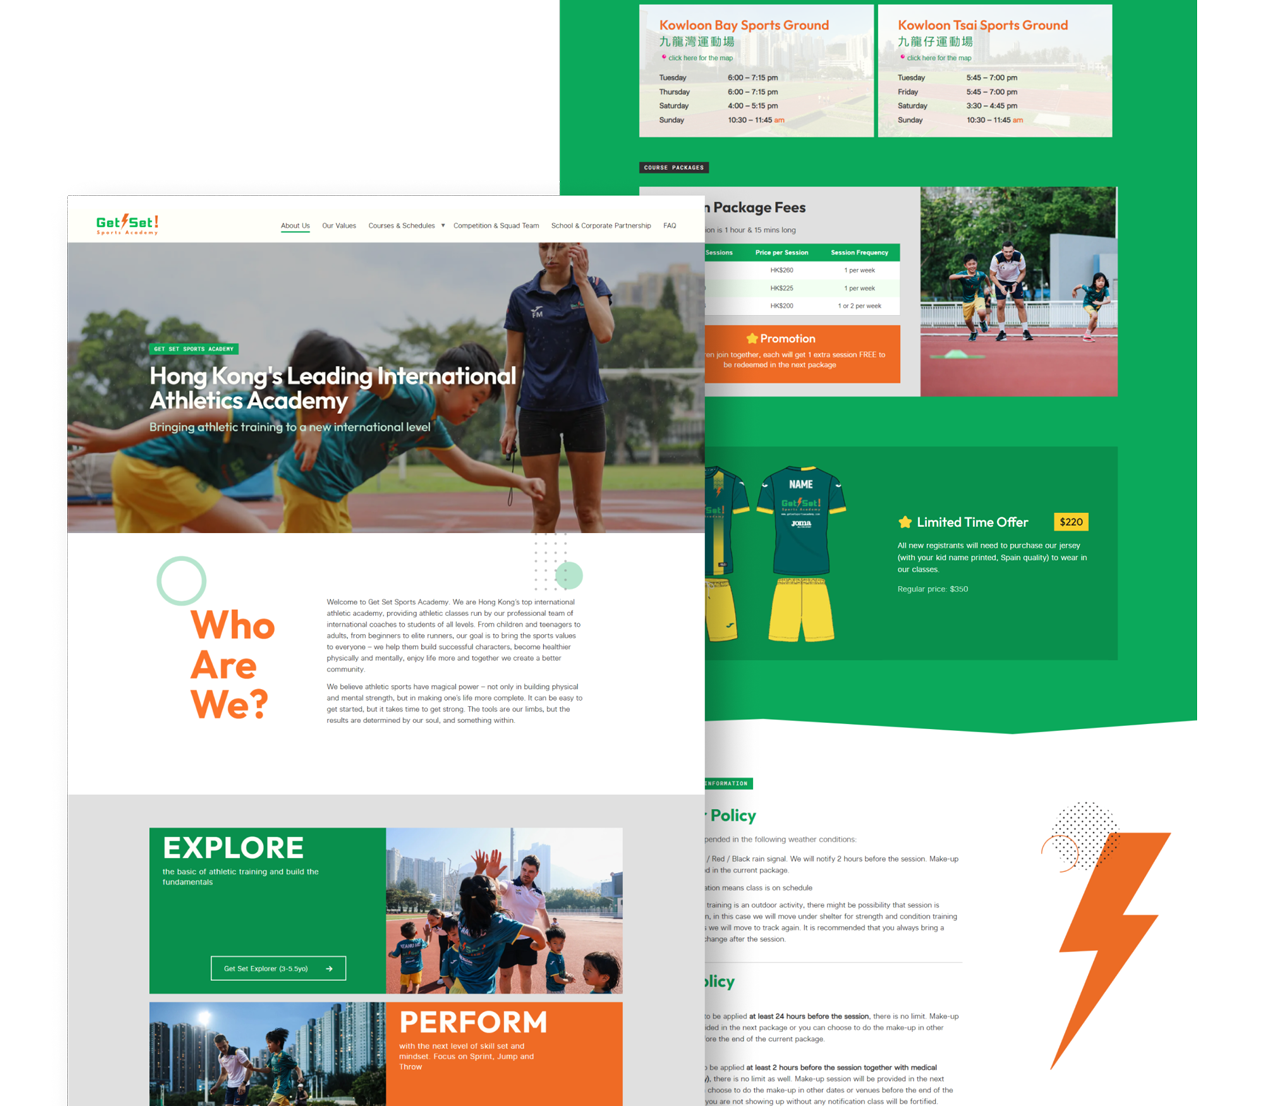 Kowloon Bay Sports Ground
九龍灣運動場
click here for the map
Tuesday 6:00 – 7:15 pm
Thursday 6:00 – 7:15 pm
Saturday 4:00 – 5:15 pm
Sunday 10:30 – 11:45 am
Kowloon Tsai Sports Ground
九龍仔運動場
click here for the map
Tuesday 5:45 – 7:00 pm
Friday 5:45 – 7:00 pm
Saturday 3:30 – 4:45 pm
Sunday 10:30 – 11:45 am
COURSE PACKAGES
n Package Fees
ion is 1 hour & 15 mins long
Sessions Price per Session Session Frequency
HK$260 1 per week
HK$225 1 per week
HK$200 1 or 2 per week
Promotion
en join together, each will get 1 extra session FREE to
be redeemed in the next package
NAME
Get Set!
Sports Academy
Joma
Limited Time Offer $220
All new registrants will need to purchase our jersey
(with your kid name printed, Spain quality) to wear in
our classes.
Regular price: $350
INFORMATION
Policy
pended in the following weather conditions:
/ Red / Black rain signal. We will notify 2 hours before the session. Make-up
d in the current package.
ation means class is on schedule
training is an outdoor activity, there might be possibility that session is
n, in this case we will move under shelter for strength and condition training
s we will move to track again. It is recommended that you always bring a
change after the session.
olicy
to be applied at least 24 hours before the session, there is no limit. Make-up
ided in the next package or you can choose to do the make-up in other
ore the end of the current package.
o be applied at least 2 hours before the session together with medical
y), there is no limit as well. Make-up session will be provided in the next
choose to do the make-up in other dates or venues before the end of the
you are not showing up without any notification class will be fortified.
Get Set!
Sports Academy
About Us Our Values Courses & Schedules Competition & Squad Team School & Corporate Partnership FAQ
TM
GET SET SPORTS ACADEMY
Hong Kong's Leading International
Athletics Academy
Bringing athletic training to a new international level
Who
Are
We?
Welcome to Get Set Sports Academy. We are Hong Kong's top international
athletic academy, providing athletic classes run by our professional team of
international coaches to students of all levels. From children and teenagers to
adults, from beginners to elite runners, our goal is to bring the sports values
to everyone – we help them build successful characters, become healthier
physically and mentally, enjoy life more and together we create a better
community.
We believe athletic sports have magical power – not only in building physical
and mental strength, but in making one's life more complete. It can be easy to
get started, but it takes time to get strong. The tools are our limbs, but the
results are determined by our soul, and something within.
EXPLORE
the basic of athletic training and build the
fundamentals
Get Set Explorer (3-5.5yo)
PERFORM
with the next level of skill set and
mindset. Focus on Sprint, Jump and
Throw